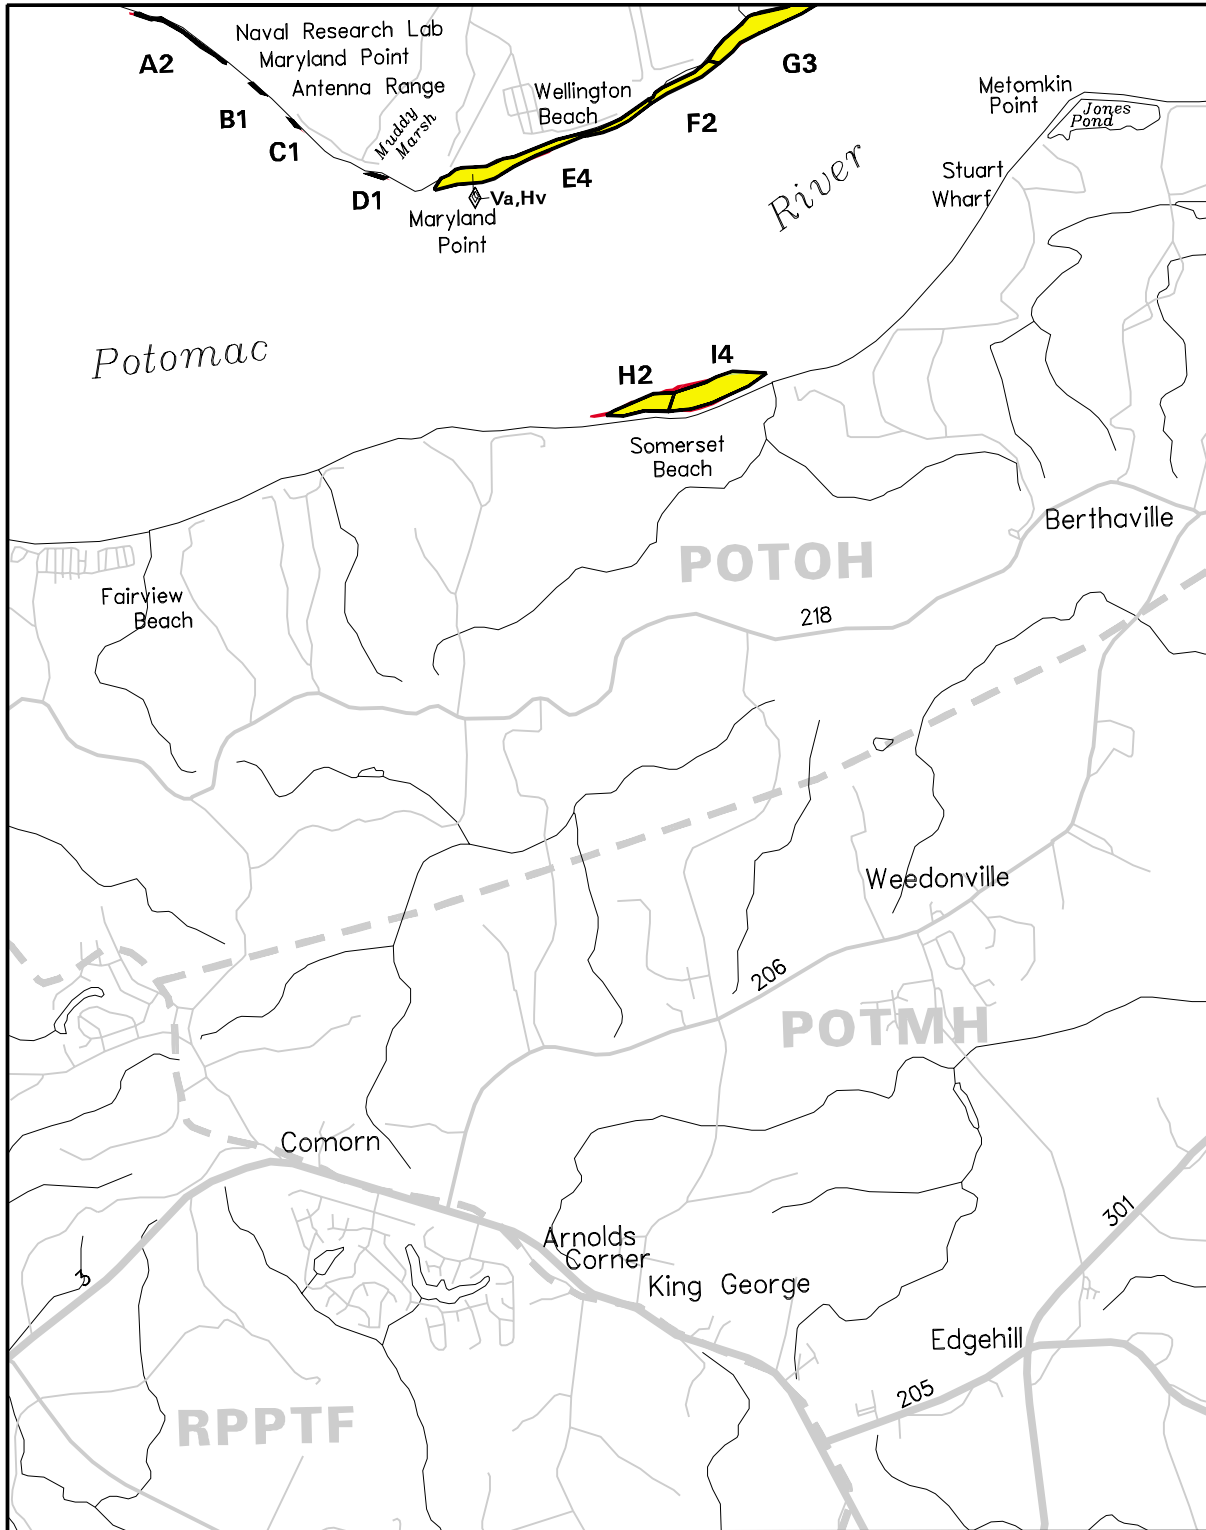 Naval Research Lab
Maryland Point
Antenna Range
A2
B1
C1
D1
Muddy
Marsh
Wellington
Beach
G3
F2
E4
Va,Hv
Maryland
Point
Metomkin
Point
Jones
Pond
Stuart
Wharf
River
Potomac
H2
I4
Somerset
Beach
Berthaville
POTOH
Fairview
Beach
218
Weedonville
206
POTMH
Comorn
301
Arnolds
Corner
3
King George
Edgehill
205
RPPTF